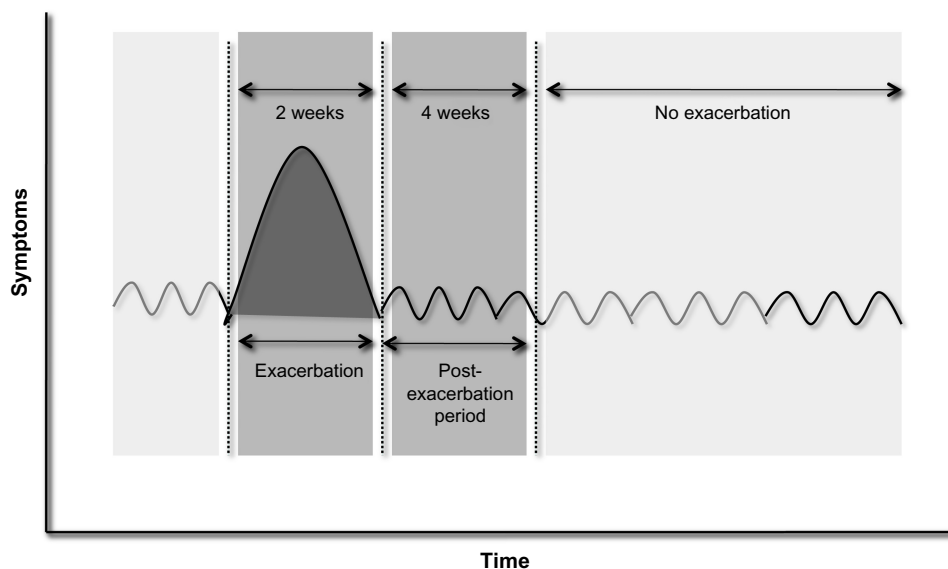 2 weeks
4 weeks
No exacerbation
Symptoms
Exacerbation
Post-
exacerbation
period
Time